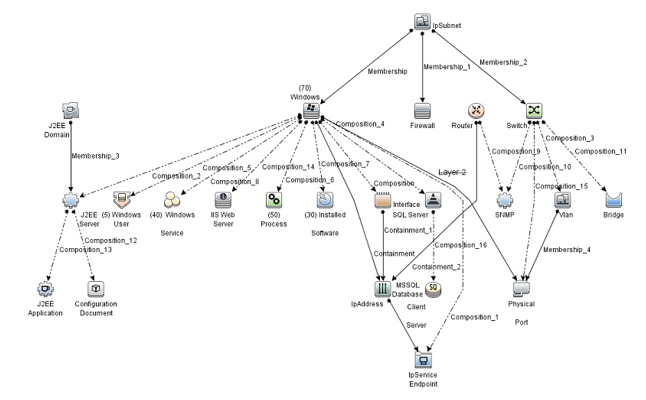 IpSubnet
Membership
Membership_1
Membership_2
(70)
Windows
Composition_4
Firewall
Router
Switch
J2EE
Domain
Composition_3
Composition_9
Composition_11
Membership_3
Composition_2
Composition_5
Composition_8
Composition_14
Composition_6
Composition_7
Layer 2
Composition_10
Composition
Composition_15
J2EE
Server
(5) Windows
User
(40) Windows
Service
IIS Web
Server
(50)
Process
(30) Installed
Software
Interface
SQL Server
SNMP
Vlan
Bridge
Containment_1
Composition_12
Composition_13
Containment
Composition_16
Membership_4
Containment_2
J2EE
Application
Configuration
Document
IpAddress
MSSQL
Database
Client
Server
Physical
Port
Composition_1
IpService
Endpoint